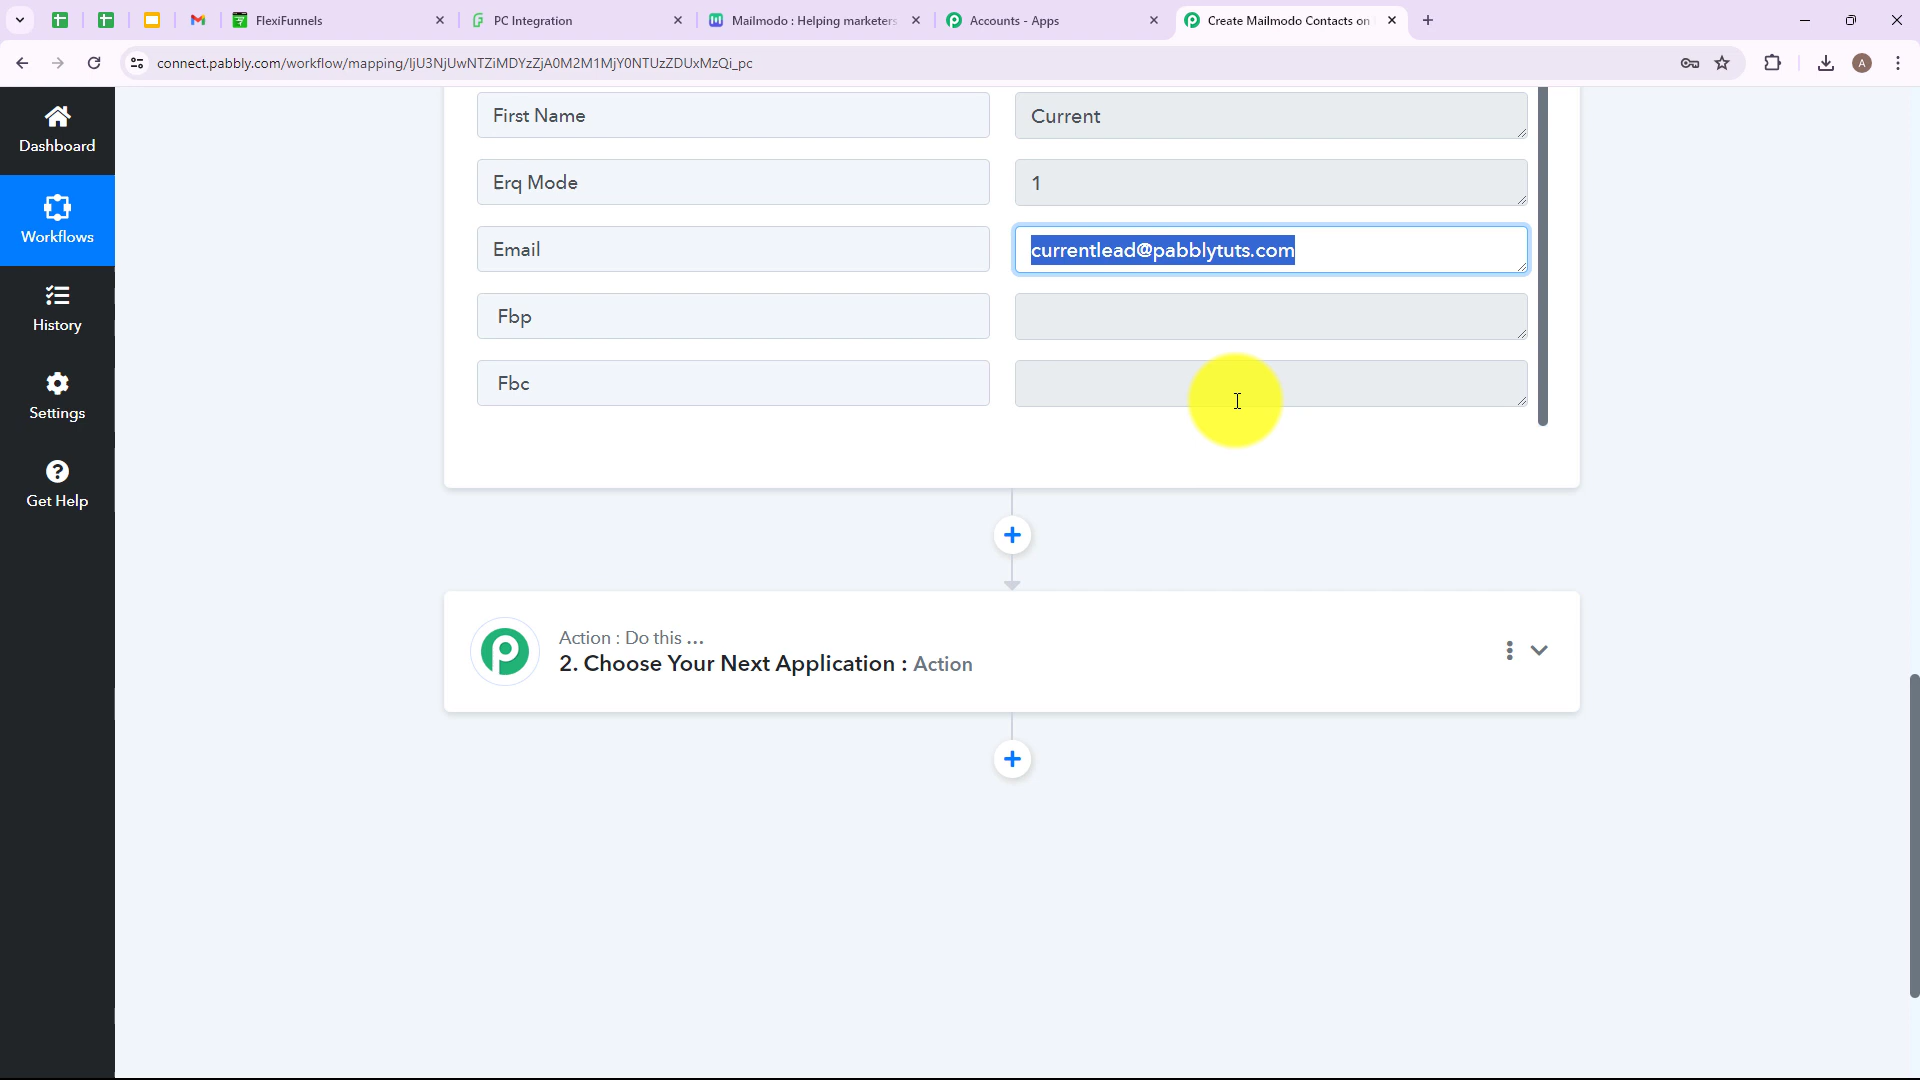 FlexiFunnels
PC Integration
Mailmodo : Helping marketers
Accounts - Apps
Create Mailmodo Contacts on
connect.pabbly.com/workflow/mapping/IjU3NjUwNTZiMDYzZjA0M2M1MjY0NTUzZDUxMzQi_pc
A
Dashboard
Workflows
History
Settings
Get Help
First Name
Current
Erq Mode
1
Email
currentlead@pabblytuts.com
Fbp
Fbc
Action : Do this ...
2. Choose Your Next Application : Action